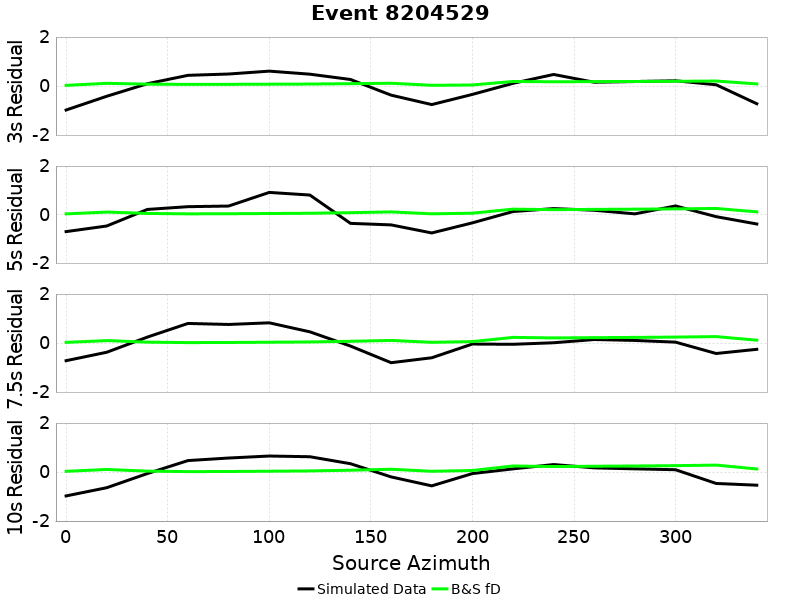 Event 8204529
3s Residual
2
0
-2
5s Residual
2
0
-2
7.5s Residual
2
0
-2
10s Residual
2
0
-2
0 50 100 150 200 250 300
Source Azimuth
Simulated Data B&S fD